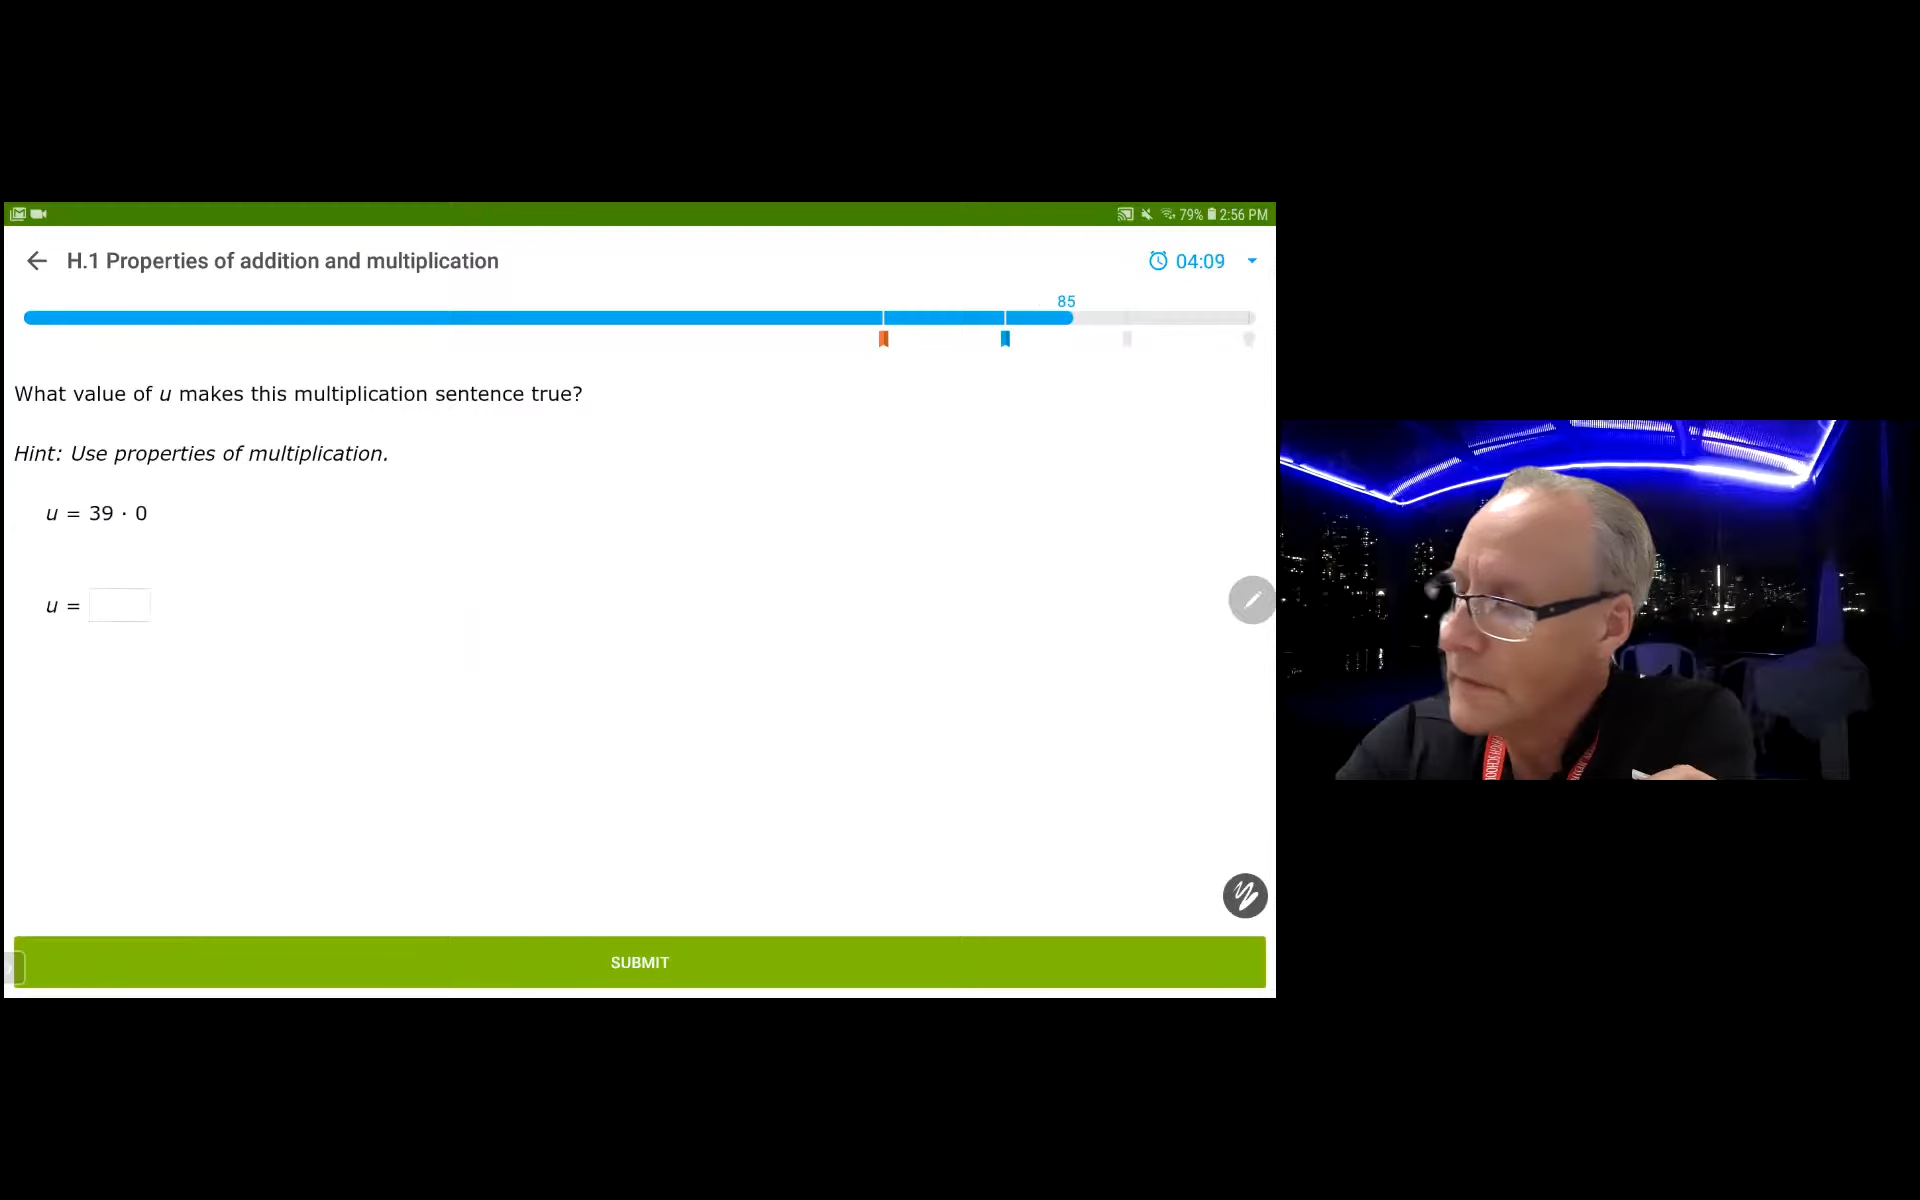 79% 2:56 PM
H.1 Properties of addition and multiplication
04:09
85
What value of u makes this multiplication sentence true?
Hint: Use properties of multiplication.
u = 39 · 0
u =
SUBMIT